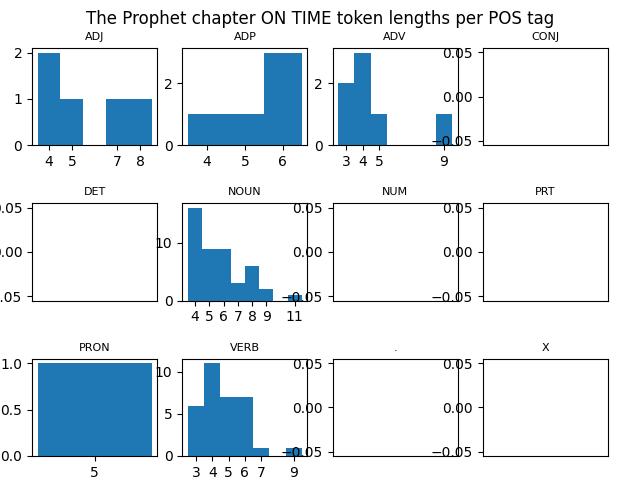 The Prophet chapter ON TIME token lengths per POS tag
ADJ ADP ADV CONJ
2 1 0
4 5 7 8
2 0
4 5 6
2 0
3 4 5 9
0.05 0.00 −0.05
DET NOUN NUM PRT
0.05 0.00 0.05
10 0
4 5 6 7 8 9 11
0.05 0.00 −0.05
0.05 0.00 −0.05
PRON VERB . X
1.0 0.5 0.0
5
10 5 0
3 4 5 6 7 9
0.05 0.00 −0.05
0.05 0.00 −0.05